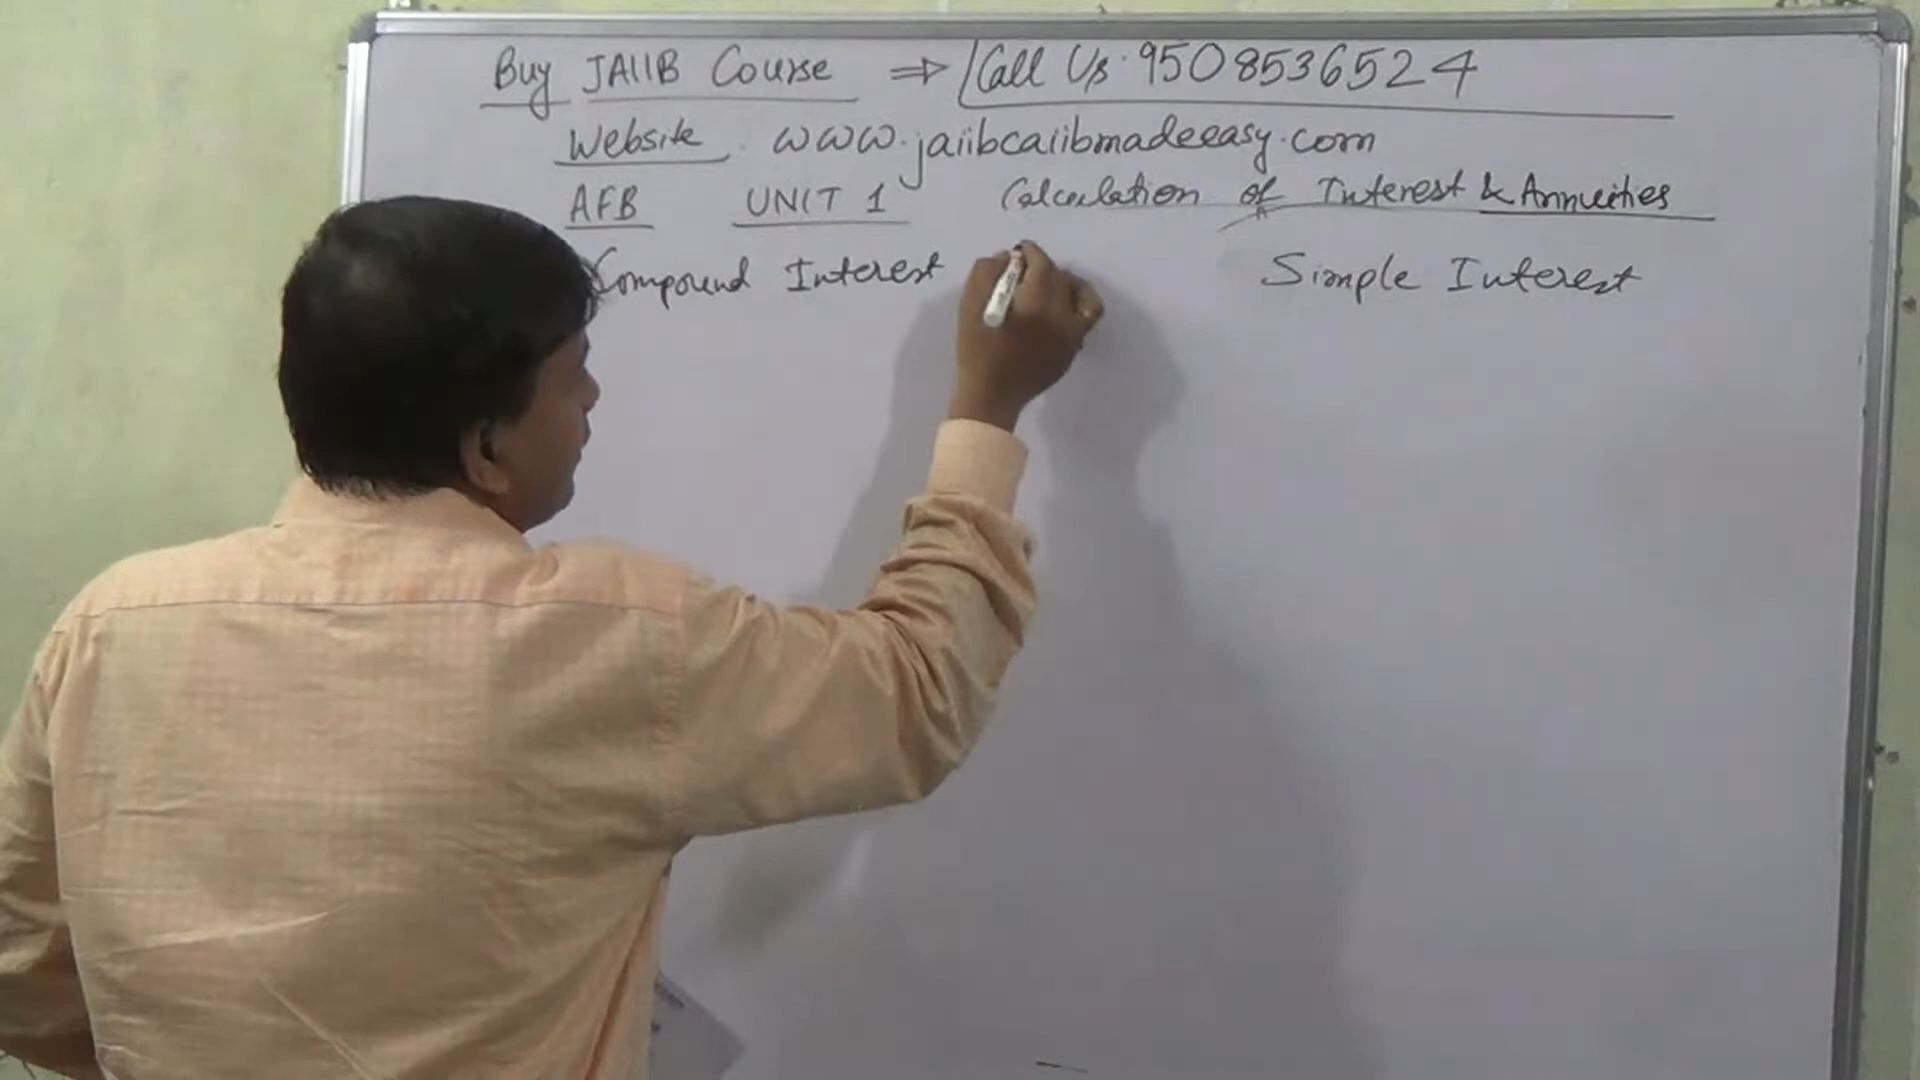 Buy JAIIB Course ⇒ Call Us. 9508536524
Website. www.jaiibcaiibmadeeasy.com
AFB UNIT 1 Calculation of Interest & Annuities
Compound Interest Simple Interest